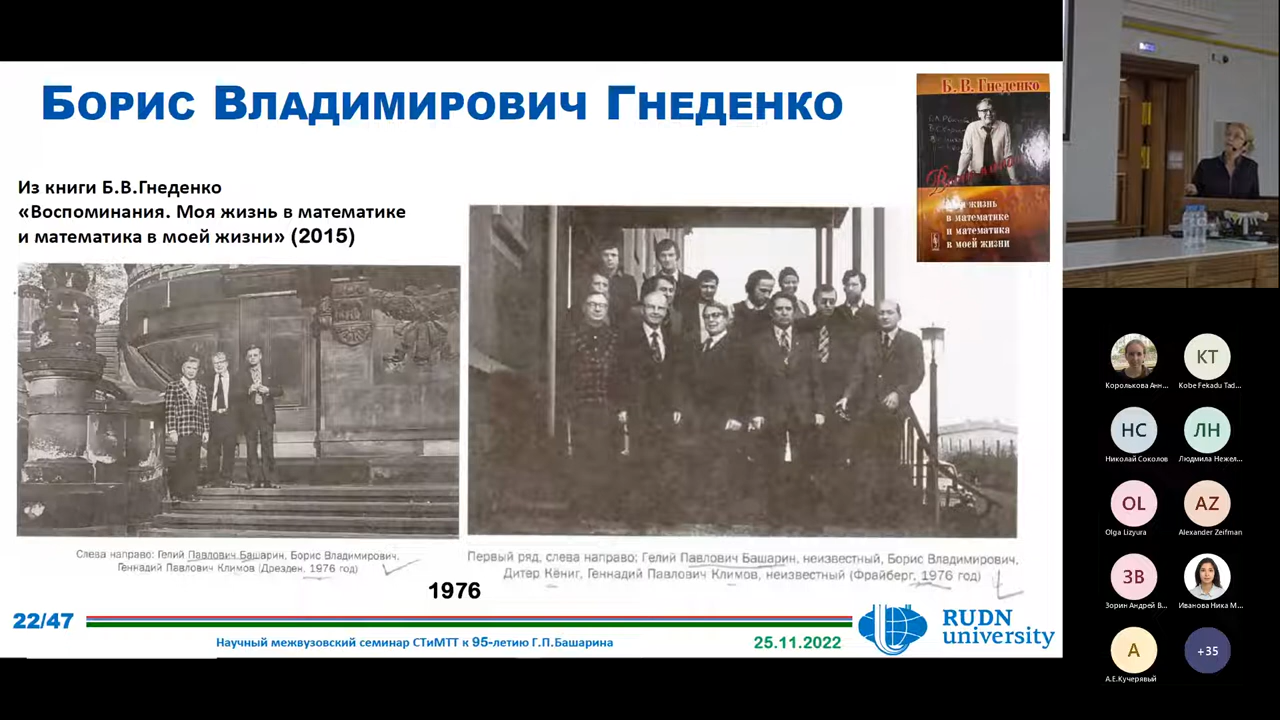 Борис Владимирович Гнеденко
Из книги Б.В.Гнеденко
«Воспоминания. Моя жизнь в математике
и математика в моей жизни» (2015)
Б. В. Гнеденко
жизнь
в математике
и математика
в моей жизни
Слева направо: Гелий Павлович Башарин, Борис Владимирович,
Геннадий Павлович Климов (Дрезден, 1976 год)
Первый ряд, слева направо: Гелий Павлович Башарин, неизвестный, Борис Владимирович,
Дитер Кёниг, Геннадий Павлович Климов, неизвестный (Фрайберг, 1976 год)
1976
22/47
Научный межвузовский семинар СТиМТТ к 95-летию Г.П.Башарина
25.11.2022
RUDN
university
Королькова Анн...
KT
Kobe Fekadu Tad...
НС
Николай Соколов
ЛН
Людмила Нежел...
OL
Olga Lizyura
AZ
Alexander Zeifman
ЗВ
Зорин Андрей В...
Иванова Ника М...
А
А.Е.Кучерявый
+35